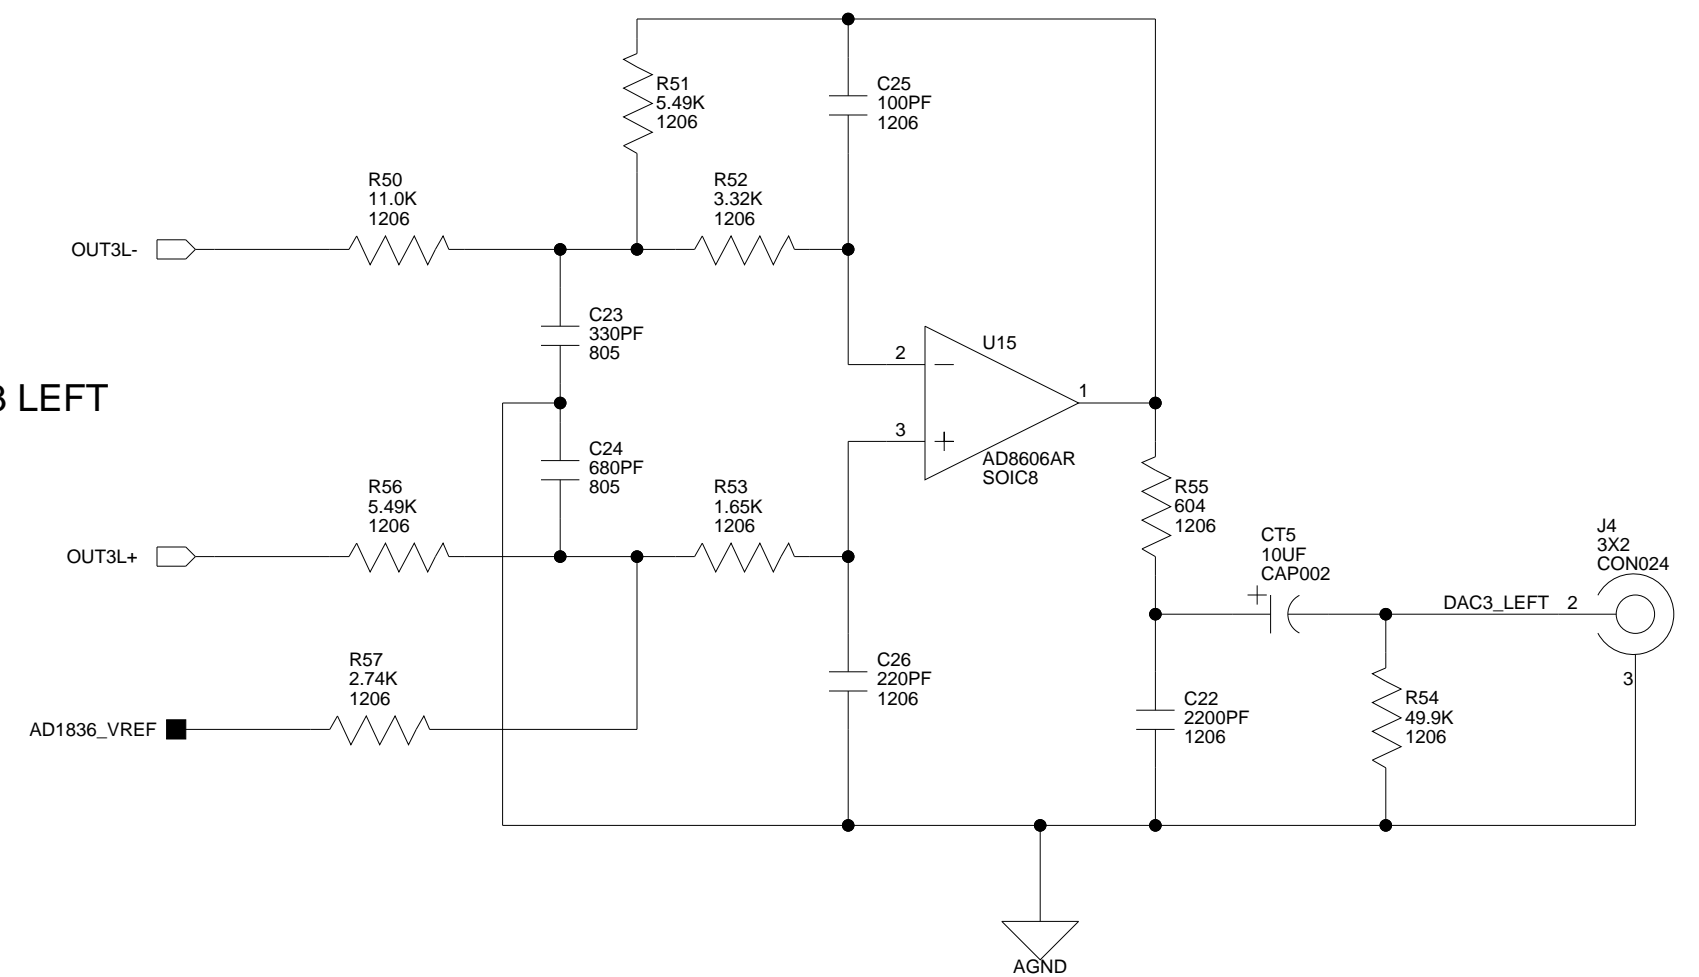 R51
5.49K
1206
C25
100PF
1206
R50
11.0K
1206
R52
3.32K
1206
OUT3L-
C23
330PF
805
U15
2
1
LEFT
3
C24
680PF
805
AD8606AR
SOIC8
R56
5.49K
1206
R53
1.65K
1206
R55
604
1206
OUT3L+
CT5
10UF
CAP002
+
J4
3X2
CON024
DAC3_LEFT 2
R57
2.74K
1206
C26
220PF
1206
3
C22
2200PF
1206
R54
49.9K
1206
AD1836_VREF
AGND